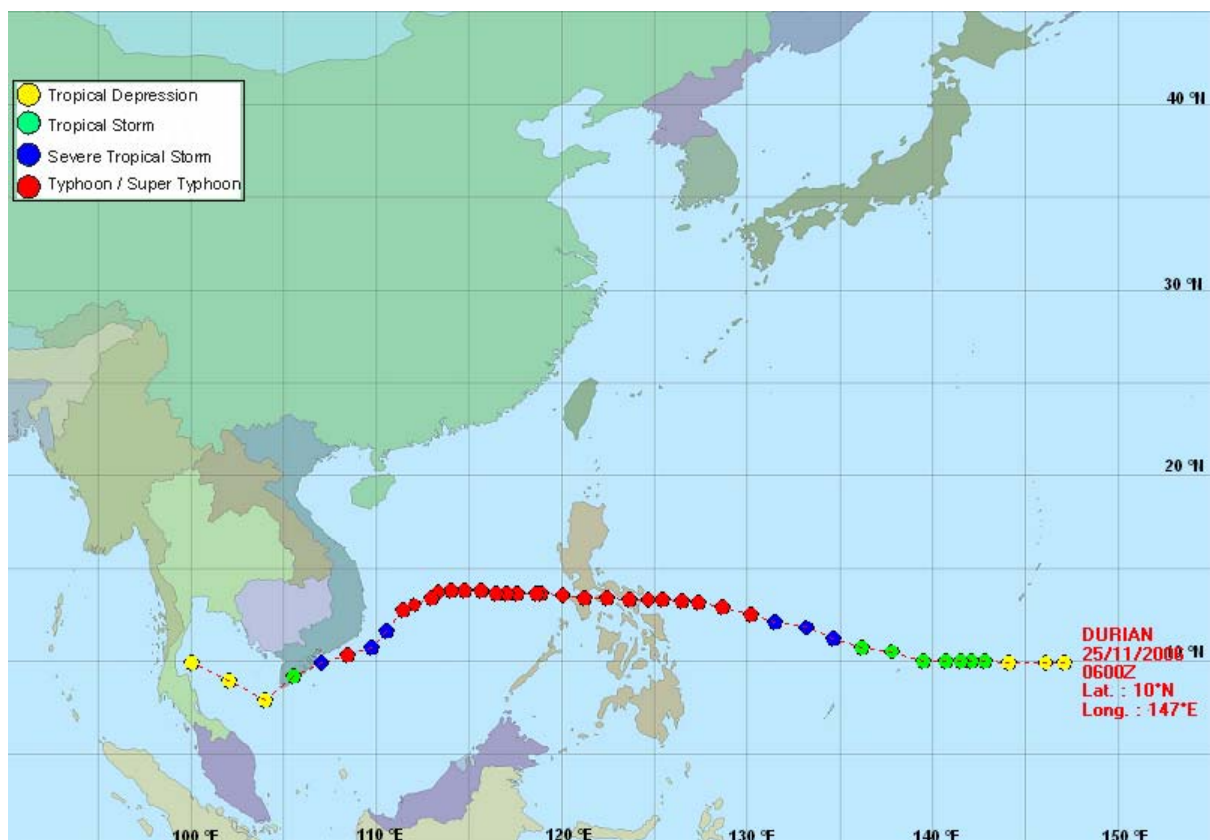 Tropical Depression
Tropical Storm
Severe Tropical Storm
Typhoon / Super Typhoon
40 °N
30 °N
20 °N
DURIAN
25/11/2006
10 °N
0600Z
Lat. : 10°N
Long. : 147°E
100 °E
110 °E
120 °E
130 °E
140 °E
150 °E